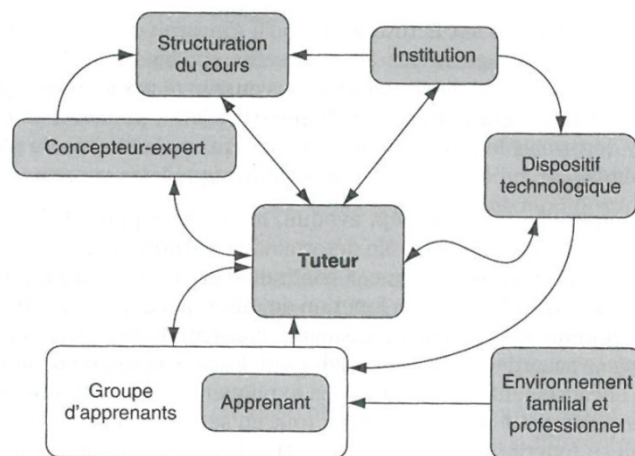 Structuration
du cours
Institution
Concepteur-expert
Dispositif
technologique
Tuteur
Groupe
d'apprenants
Apprenant
Environnement
familial et
professionnel